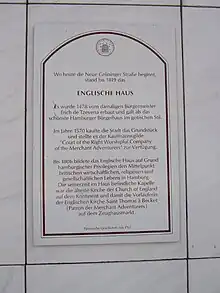 Wo heute die Neue Gröninger Straße beginnt,
stand bis 1819 das
ENGLISCHE HAUS
Es wurde 1478 vom damaligen Bürgermeister
Erich de Tzevena erbaut und galt als das
schönste Hamburger Bürgerhaus im gotischen Stil.
Im Jahre 1570 kaufte die Stadt das Grundstück
und stellte es der Kaufmannsgilde
"Court of the Right Worshipful Company
of the Merchant Adventurers" zur Verfügung.
Bis 1806 bildete das Englische Haus auf Grund
hamburgischer Privilegien den Mittelpunkt
britischen wirtschaftlichen, religiösen und
gesellschaftlichen Lebens in Hamburg.
Die seinerzeit im Haus befindliche Kapelle
war die älteste Kirche der Church of England
auf dem Kontinent und damit die Vorläuferin
der Englischen Kirche Saint Thomas à Becket
(Patron der Merchant Adventurers)
auf dem Zeughausmarkt.